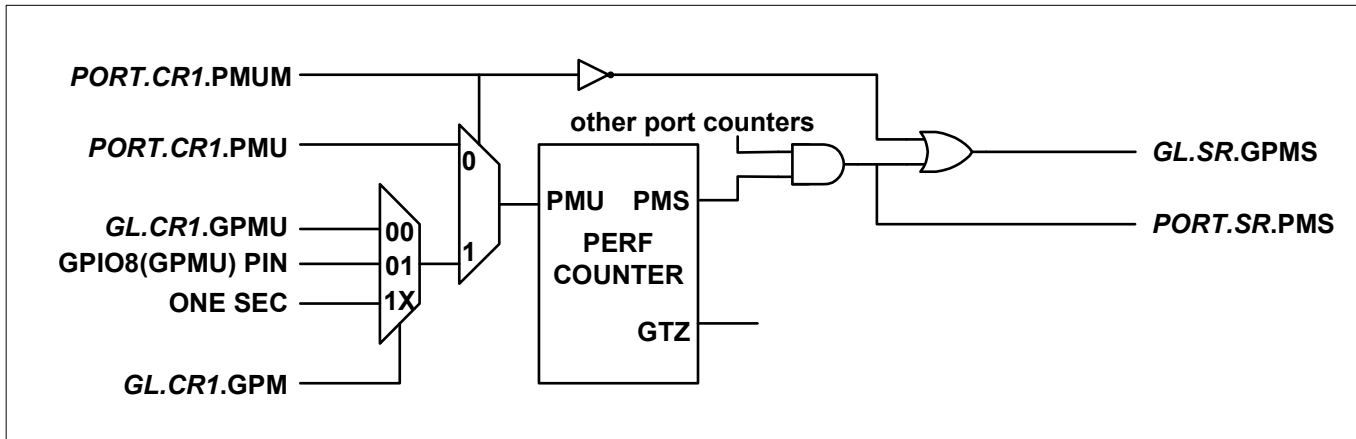 PORT.CR1.PMUM
other port counters
PORT.CR1.PMU
0
GL.SR.GPMS
PMU PMS
PORT.SR.PMS
GL.CR1.GPMU
00
1
PERF
GPIO8(GPMU) PIN
01
COUNTER
ONE SEC
1X
GTZ
GL.CR1.GPM